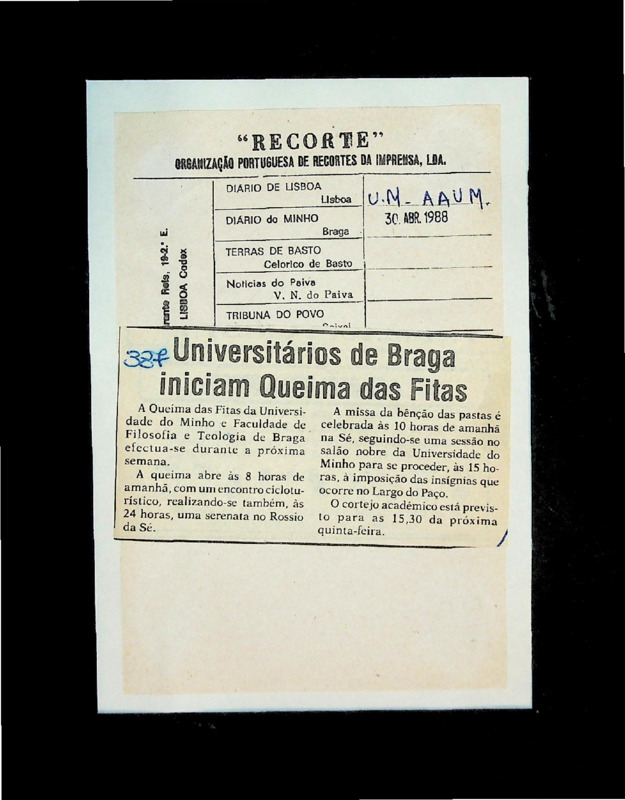 “RECORTE”
ORGANIZAÇÃO PORTUGUESA DE RECORTES DA IMPRENSA, LDA.
rante Reis, 19-2.º E.
LISBOA Codex
DIARIO DE LISBOA
Lisboa
DIÁRIO do MINHO
Braga
TERRAS DE BASTO
Celorico de Basto
Notícias do Paiva
V. N. do Paiva
TRIBUNA DO POVO
U.M. - AAUM.
30. ABR. 1988
387
Universitários de Braga
iniciam Queima das Fitas
A Queima das Fitas da Universi-
dade do Minho e Faculdade de
Filosofia e Teologia de Braga
efectua-se durante a próxima
semana.
A queima abre às 8 horas de
amanhã, com um encontro ciclotu-
rístico, realizando-se também, às
24 horas, uma serenata no Rossio
da Sé.
A missa da bênção das pastas é
celebrada às 10 horas de amanhã
na Sé, seguindo-se uma sessão no
salão nobre da Universidade do
Minho para se proceder, às 15 ho-
ras, à imposição das insígnias que
ocorre no Largo do Paço.
O cortejo académico está previs-
to para as 15,30 da próxima
quinta-feira.